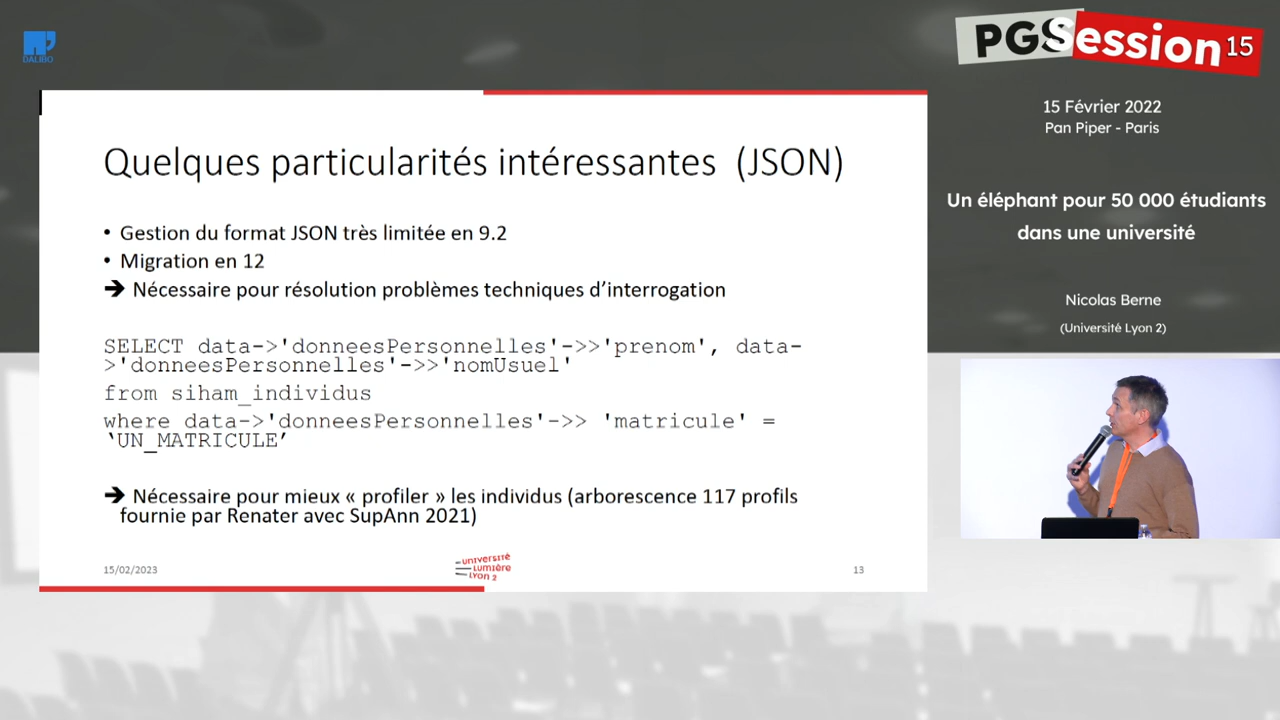 DALIBO
PGSession 15
15 Février 2022
Pan Piper - Paris
Un éléphant pour 50 000 étudiants
dans une université
Nicolas Berne
(Université Lyon 2)
Quelques particularités intéressantes (JSON)
• Gestion du format JSON très limitée en 9.2
• Migration en 12
➔ Nécessaire pour résolution problèmes techniques d’interrogation
SELECT data->'donneesPersonnelles'->>'prenom', data-
>'donneesPersonnelles'->>'nomUsuel'
from siham_individus
where data->'donneesPersonnelles'->> 'matricule' =
‘UN_MATRICULE’
➔ Nécessaire pour mieux « profiler » les individus (arborescence 117 profils
fournie par Renater avec SupAnn 2021)
15/02/2023
UNIVERSITÉ
LUMIÈRE
LYON 2
13